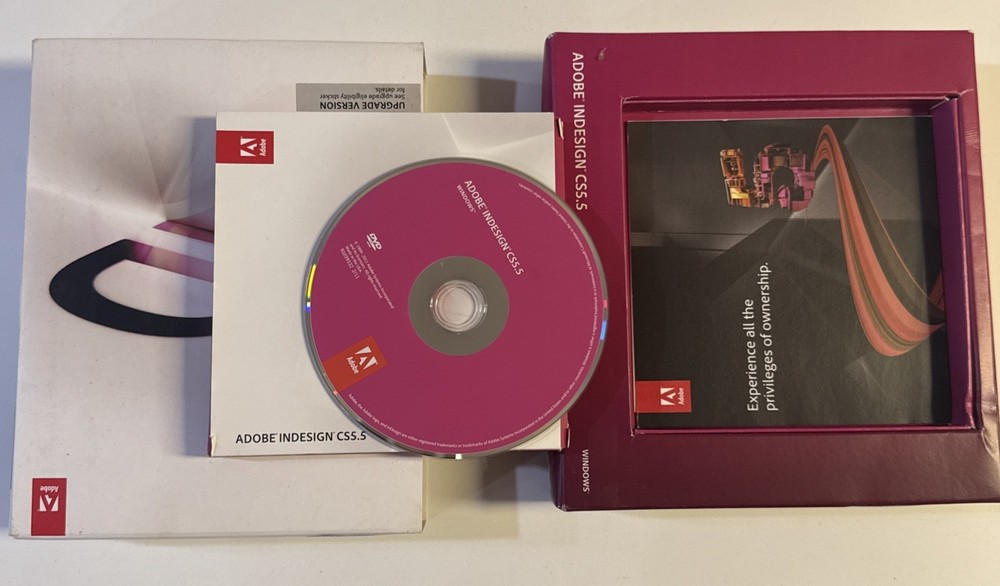 Adobe
UPGRADE VERSION
See upgrade eligibility sticker
for details.
Adobe
Adobe
ADOBE® INDESIGN® CS5.5
ADOBE® INDESIGN® CS5.5
WINDOWS®
DVD
Adobe
ADOBE® INDESIGN® CS5.5
WINDOWS®
Experience all the
privileges of ownership.
Adobe